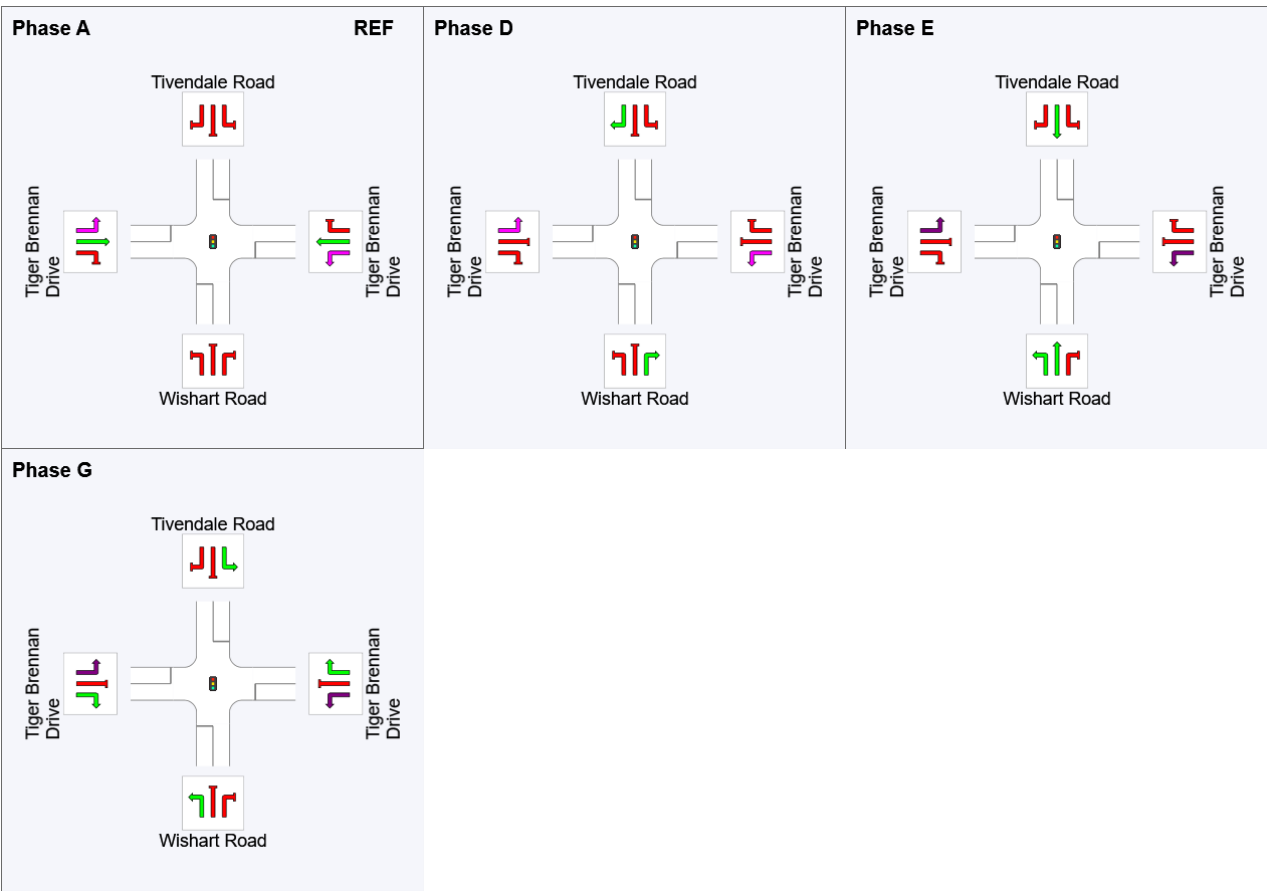 Phase A
REF
Tivendale Road
Tiger Brennan
Drive
Tiger Brennan
Drive
Wishart Road
Phase D
Tivendale Road
Tiger Brennan
Drive
Tiger Brennan
Drive
Wishart Road
Phase E
Tivendale Road
Tiger Brennan
Drive
Tiger Brennan
Drive
Wishart Road
Phase G
Tivendale Road
Tiger Brennan
Drive
Tiger Brennan
Drive
Wishart Road